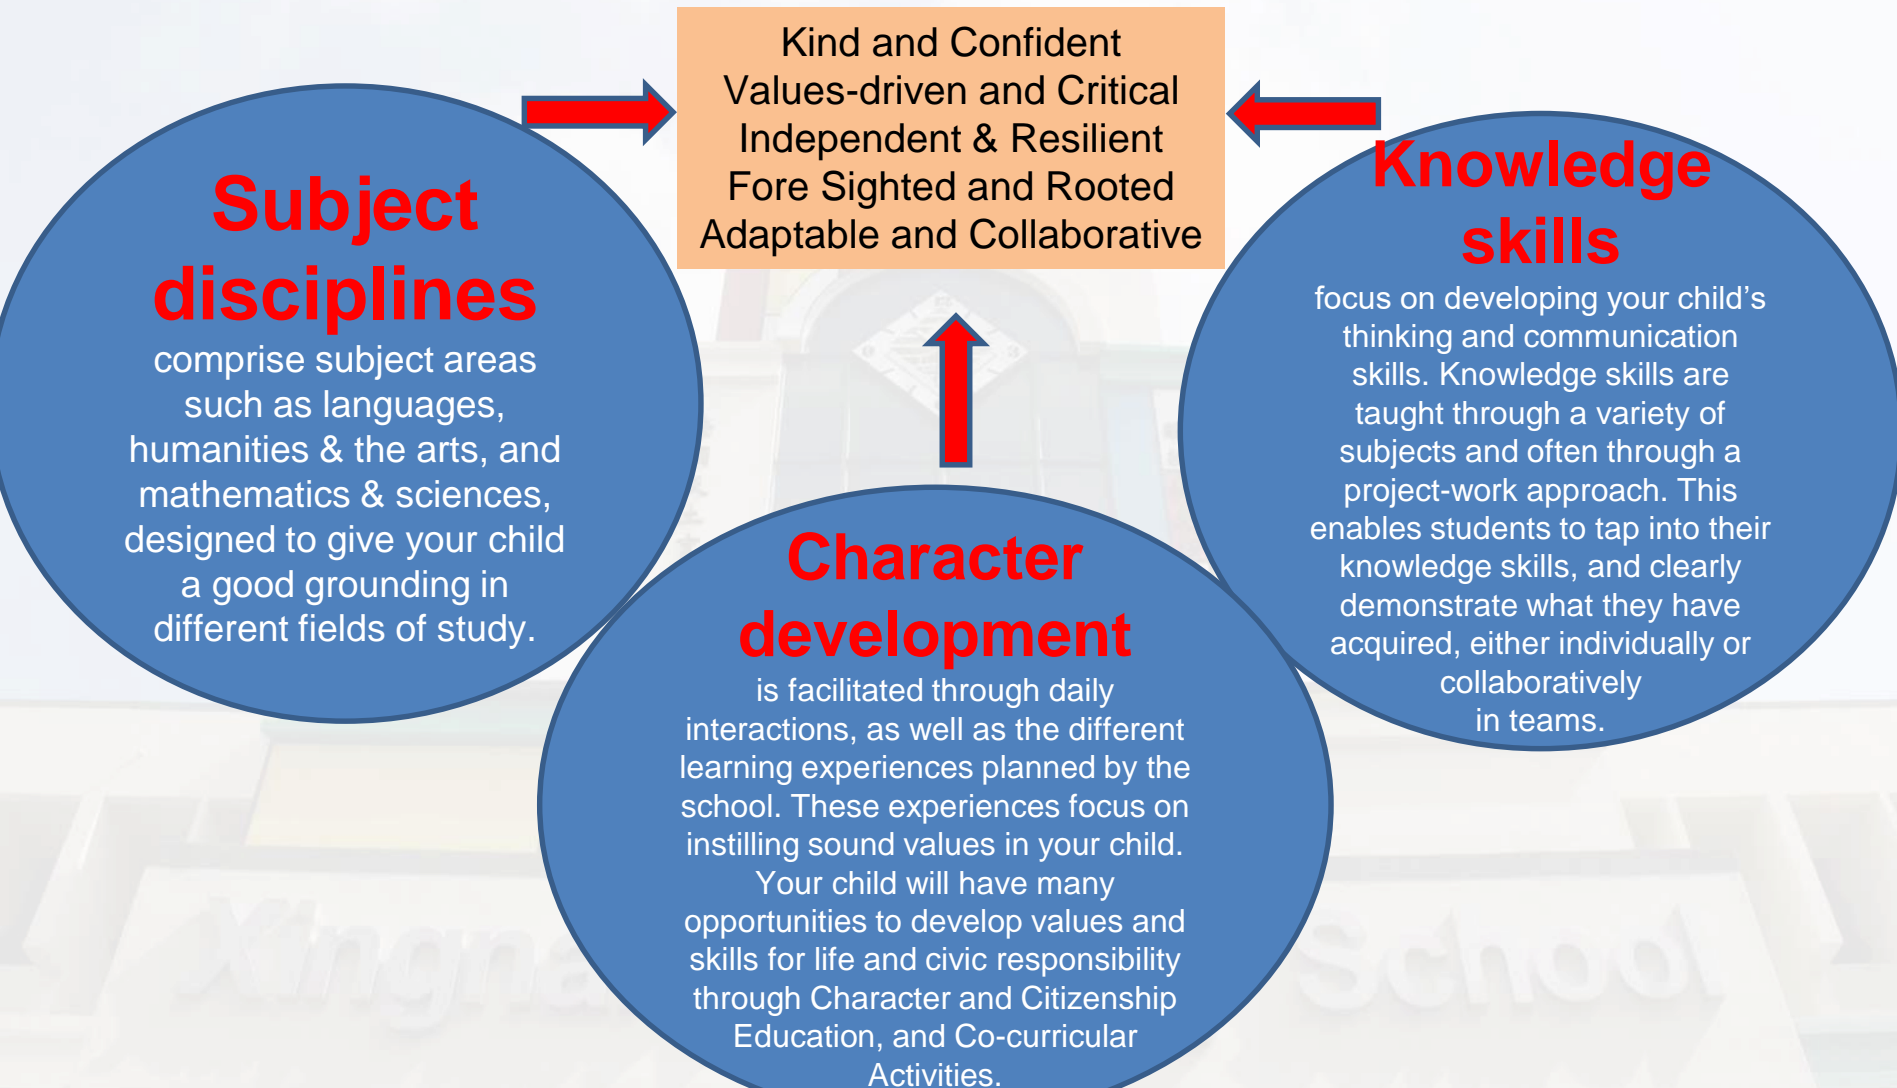 Kind and Confident
Values-driven and Critical
Independent & Resilient
Fore Sighted and Rooted
Adaptable and Collaborative
Subject
disciplines
comprise subject areas
such as languages,
humanities & the arts, and
mathematics & sciences,
designed to give your child
a good grounding in
different fields of study.
Character
development
is facilitated through daily
interactions, as well as the different
learning experiences planned by the
school. These experiences focus on
instilling sound values in your child.
Your child will have many
opportunities to develop values and
skills for life and civic responsibility
through Character and Citizenship
Education, and Co-curricular
Activities.
Knowledge
skills
focus on developing your child’s
thinking and communication
skills. Knowledge skills are
taught through a variety of
subjects and often through a
project-work approach. This
enables students to tap into their
knowledge skills, and clearly
demonstrate what they have
acquired, either individually or
collaboratively
in teams.
School